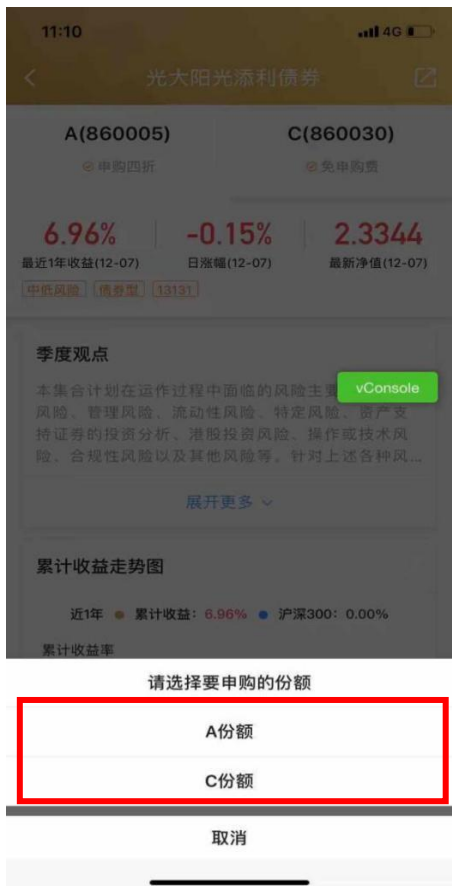 11:10
4G
光大阳光添利债券
A(860005)
C(860030)
申购四折
免申购费
6.96%
-0.15%
2.3344
最近1年收益(12-07)
日涨幅(12-07)
最新净值(12-07)
中低风险 债券型 13131
季度观点
本集合计划在运作过程中面临的风险主要
vConsole
风险、管理风险、流动性风险、特定风险、资产支
持证券的投资分析、港股投资风险、操作或技术风
险、合规性风险以及其他风险等。针对上述各种风...
展开更多
累计收益走势图
近1年 累计收益：6.96% 沪深300：0.00%
累计收益率
请选择要申购的份额
A份额
C份额
取消